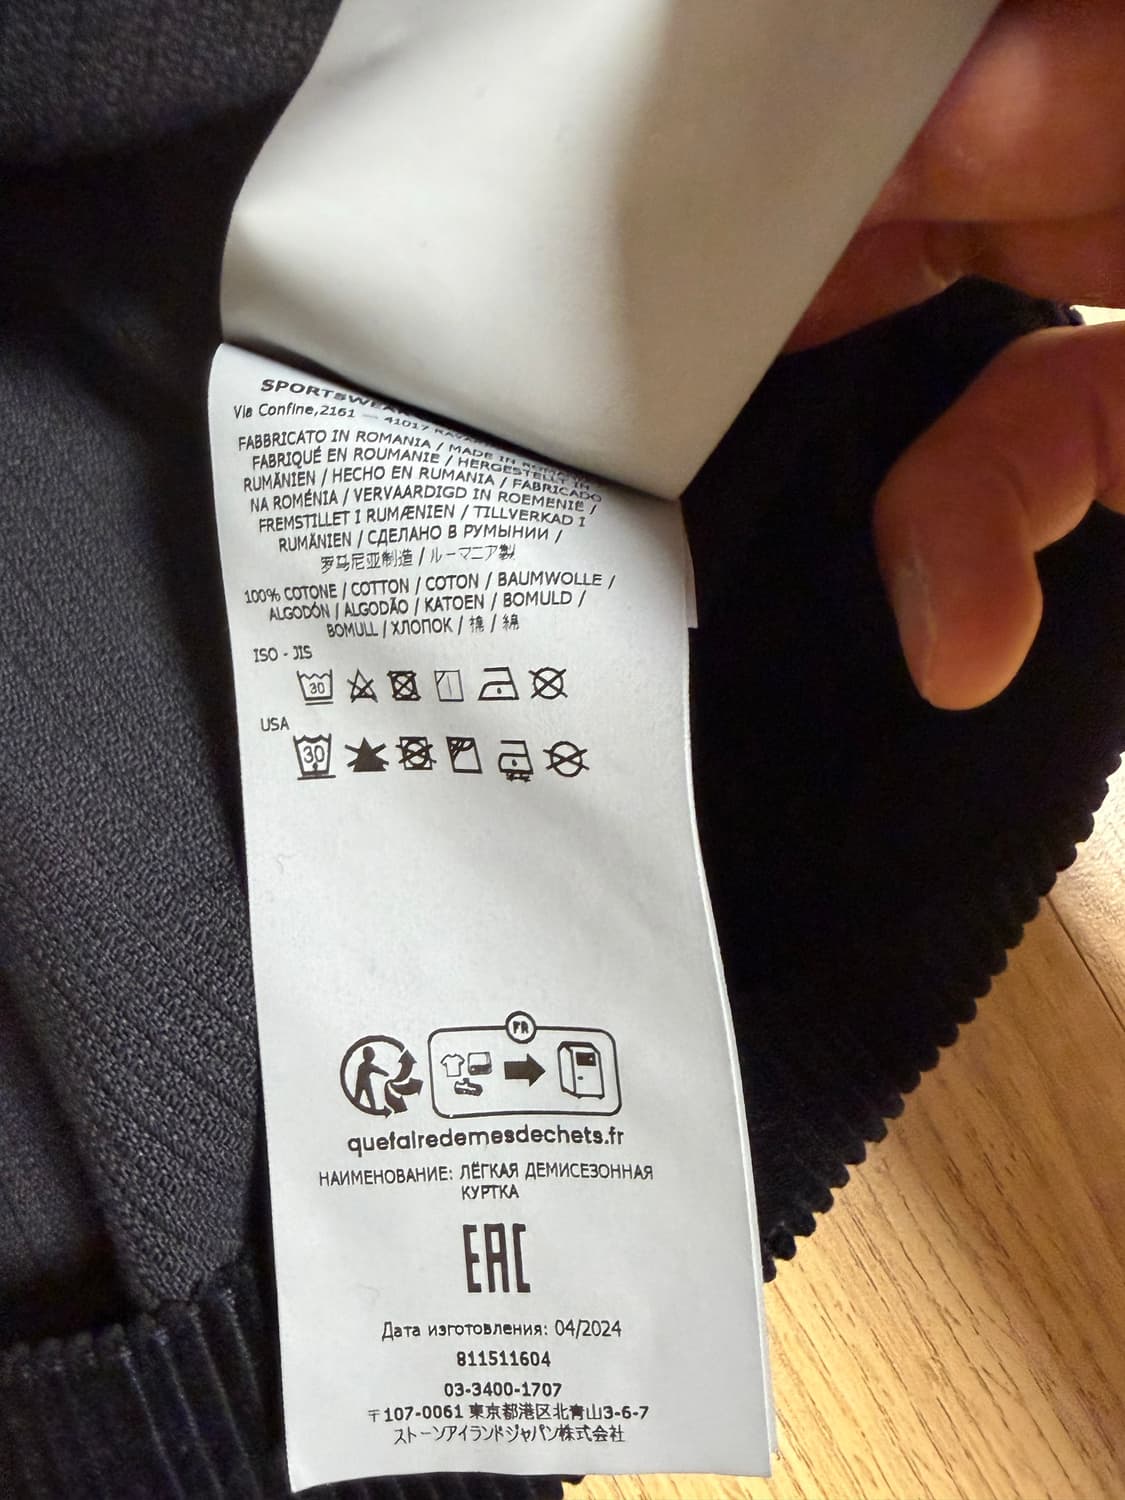 SPORTSWEAR
Via Confine,2161 — 41017
FABBRICATO IN ROMANIA / MADE IN
FABRIQUÉ EN ROUMANIE / HERGESTELLT IN
RUMÄNIEN / HECHO EN RUMANIA / FABRICADO
NA ROMÉNIA / VERVAARDIGD IN ROEMENIË /
FREMSTILLET I RUMÆNIEN / TILLVERKAD I
RUMÄNIEN / СДЕЛАНО В РУМЫНИИ /
罗马尼亚制造 / ルーマニア製
100% COTONE / COTTON / COTON / BAUMWOLLE /
ALGODÓN / ALGODÃO / KATOEN / BOMULD /
BOMULL / ХЛОПОК / 棉 / 綿
ISO - JIS
30
USA
30
FR
quefairedemesdechets.fr
НАИМЕНОВАНИЕ: ЛЁГКАЯ ДЕМИСЕЗОННАЯ
КУРТКА
EAC
Дата изготовления: 04/2024
811511604
03-3400-1707
〒107-0061 東京都港区北青山3-6-7
ストーンアイランドジャパン株式会社